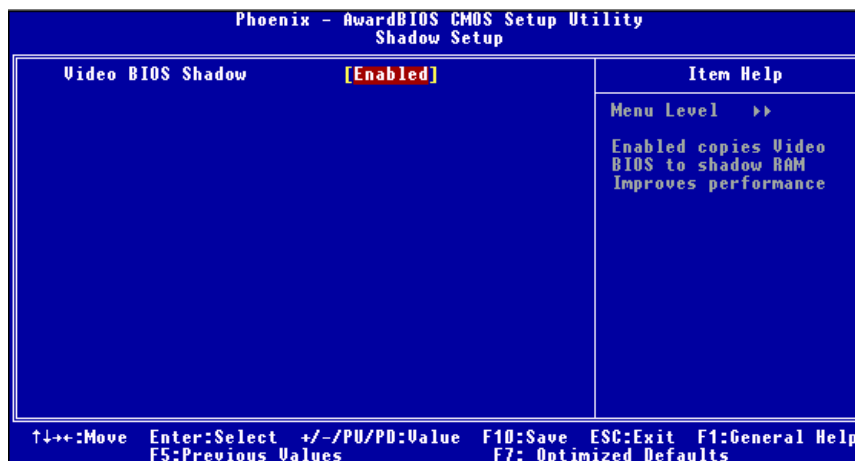 Phoenix - AwardBIOS CMOS Setup Utility
Shadow Setup
Video BIOS Shadow [Enabled]
Item Help
Menu Level ▸▸
Enabled copies Video
BIOS to shadow RAM
Improves performance
↑↓→←:Move Enter:Select +/-/PU/PD:Value F10:Save ESC:Exit F1:General Help
F5:Previous Values F7: Optimized Defaults